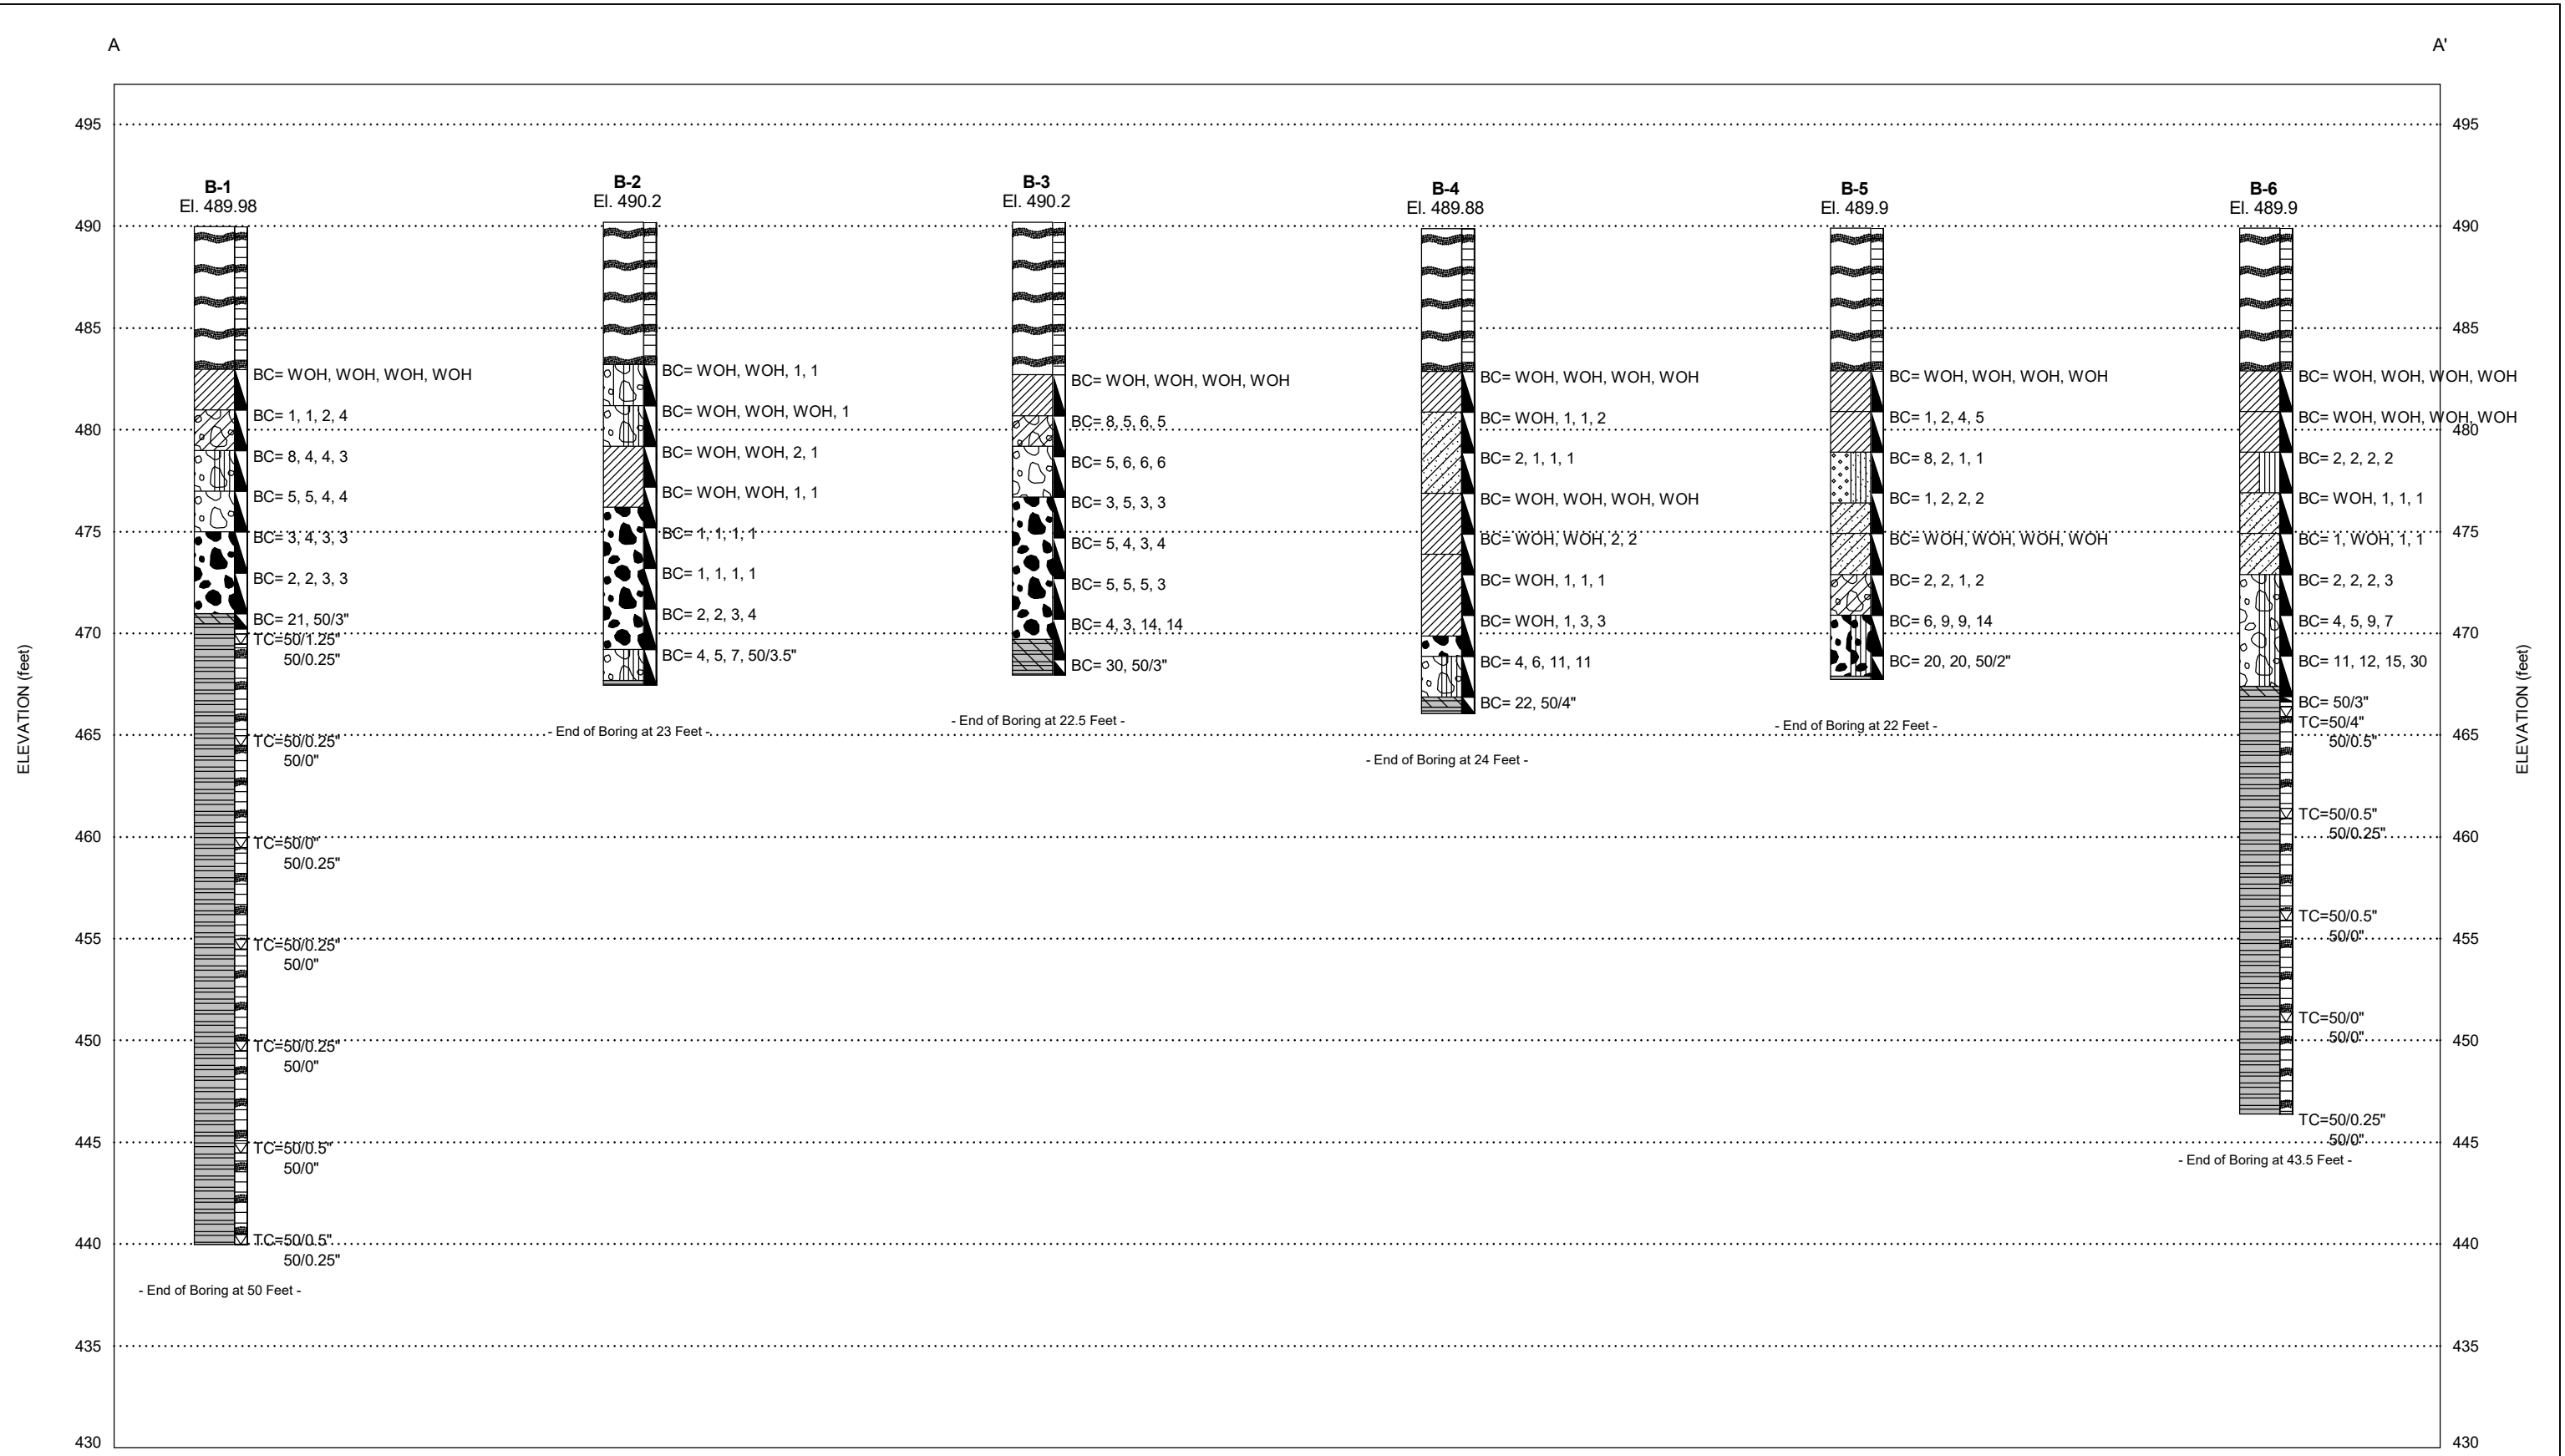 A
A'
495
495
B-1
El. 489.98
B-2
El. 490.2
B-3
El. 490.2
B-4
El. 489.88
B-5
El. 489.9
B-6
El. 489.9
490
490
485
485
480
480
475
475
470
470
465
465
460
460
455
455
450
450
445
445
440
440
435
435
430
430
ELEVATION (feet)
ELEVATION (feet)
BC= WOH, WOH, WOH, WOH
BC= 1, 1, 2, 4
BC= 8, 4, 4, 3
BC= 5, 5, 4, 4
BC= 3, 4, 3, 3
BC= 2, 2, 3, 3
BC= 21, 50/3"
TC=50/1.25"
50/0.25"
TC=50/0.25"
50/0"
TC=50/0"
50/0.25"
TC=50/0.25"
50/0"
TC=50/0.25"
50/0"
TC=50/0.5"
50/0"
TC=50/0.5"
50/0.25"
- End of Boring at 50 Feet -
BC= WOH, WOH, 1, 1
BC= WOH, WOH, WOH, 1
BC= WOH, WOH, 2, 1
BC= WOH, WOH, 1, 1
BC= 1, 1, 1, 1
BC= 1, 1, 1, 1
BC= 2, 2, 3, 4
BC= 4, 5, 7, 50/3.5"
- End of Boring at 23 Feet -
BC= WOH, WOH, WOH, WOH
BC= 8, 5, 6, 5
BC= 5, 6, 6, 6
BC= 3, 5, 3, 3
BC= 5, 4, 3, 4
BC= 5, 5, 5, 3
BC= 4, 3, 14, 14
BC= 30, 50/3"
- End of Boring at 22.5 Feet -
BC= WOH, WOH, WOH, WOH
BC= WOH, 1, 1, 2
BC= 2, 1, 1, 1
BC= WOH, WOH, WOH, WOH
BC= WOH, WOH, 2, 2
BC= WOH, 1, 1, 1
BC= WOH, 1, 3, 3
BC= 4, 6, 11, 11
BC= 22, 50/4"
- End of Boring at 24 Feet -
BC= WOH, WOH, WOH, WOH
BC= 1, 2, 4, 5
BC= 8, 2, 1, 1
BC= 1, 2, 2, 2
BC= WOH, WOH, WOH, WOH
BC= 2, 2, 1, 2
BC= 6, 9, 9, 14
BC= 20, 20, 50/2"
- End of Boring at 22 Feet -
BC= WOH, WOH, WOH, WOH
BC= WOH, WOH, WOH, WOH
BC= 2, 2, 2, 2
BC= WOH, 1, 1, 1
BC= 1, WOH, 1, 1
BC= 2, 2, 2, 3
BC= 4, 5, 9, 7
BC= 11, 12, 15, 30
BC= 50/3"
TC=50/4"
50/0.5"
TC=50/0.5"
50/0.25"
TC=50/0.5"
50/0"
TC=50/0"
50/0"
TC=50/0.25"
50/0"
- End of Boring at 43.5 Feet -